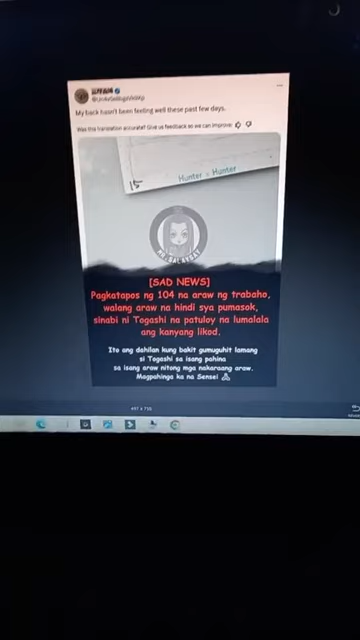 My back hasn't been feeling well these past few days.
Was this translation accurate? Give us feedback so we can improve:
15
Hunter × Hunter
[SAD NEWS]
Pagkatapos ng 104 na araw ng trabaho,
walang araw na hindi sya pumasok,
sinabi ni Togashi na patuloy na lumalala
ang kanyang likod.
Ito ang dahilan kung bakit gumuguhit lamang
si Togashi sa isang pahina
sa isang araw nitong mga nakaraang araw.
Magpahinga ka na Sensei